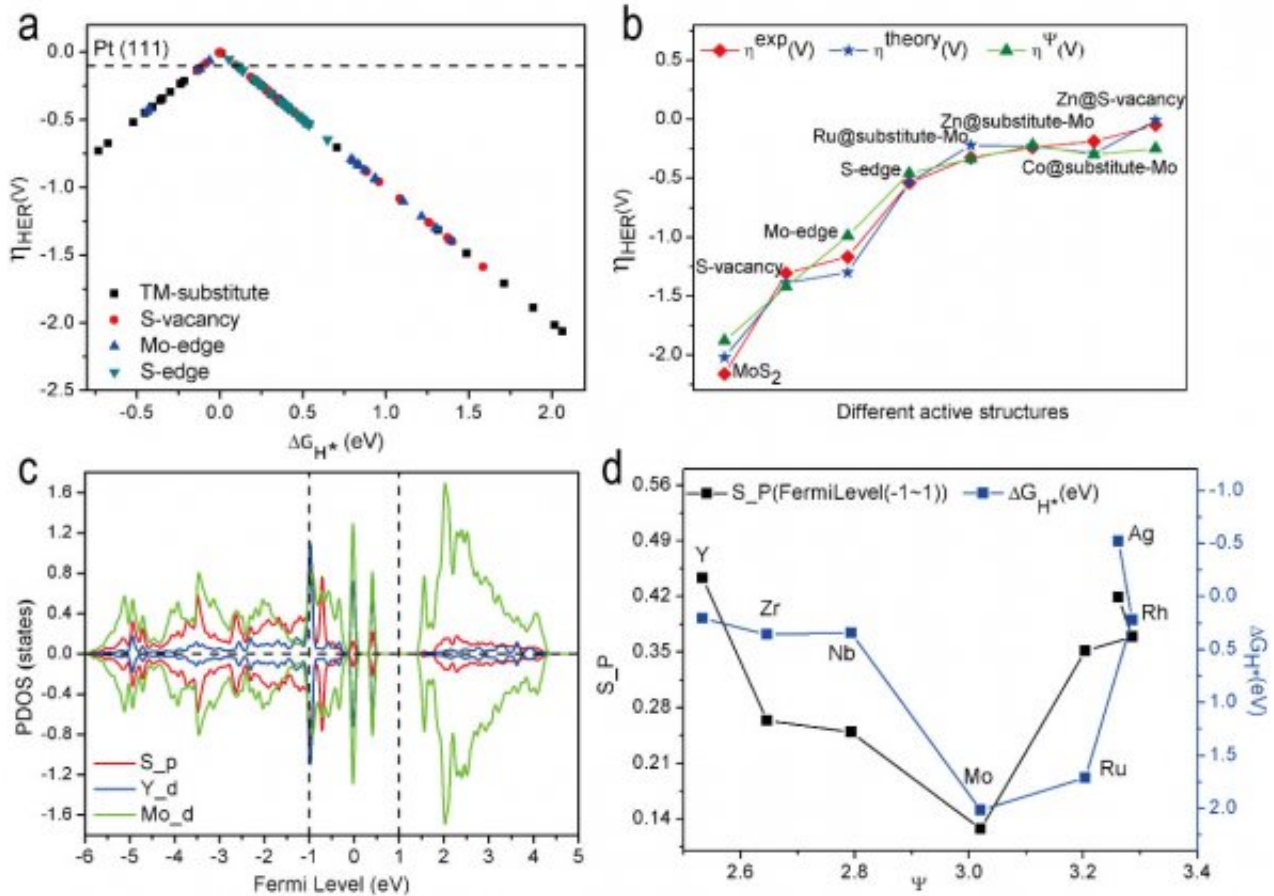 a
Pt (111)
0.0
-0.5
-1.0
-1.5
-2.0
-2.5
ηHER(V)
TM-substitute
S-vacancy
Mo-edge
S-edge
-0.5 0.0 0.5 1.0 1.5 2.0
ΔGH* (eV)
b
0.5
0.0
-0.5
-1.0
-1.5
-2.0
ηHER(V)
η^exp(V) η^theory(V) η^Ψ(V)
Zn@S-vacancy
Zn@substitute-Mo
Ru@substitute-Mo
Co@substitute-Mo
S-edge
Mo-edge
S-vacancy
MoS2
Different active structures
c
1.6
1.2
0.8
0.4
0.0
-0.4
-0.8
-1.2
-1.6
PDOS (states)
S_p
Y_d
Mo_d
-6 -5 -4 -3 -2 -1 0 1 2 3 4 5
Fermi Level (eV)
d
S_P(FermiLevel(-1~1)) ΔGH*(eV)
0.56
0.49
0.42
0.35
0.28
0.21
0.14
S_P
Y
Zr
Nb
Mo
Ru
Rh
Ag
-1.0
-0.5
0.0
0.5
1.0
1.5
2.0
ΔGH*(eV)
2.6 2.8 3.0 3.2 3.4
Ψ